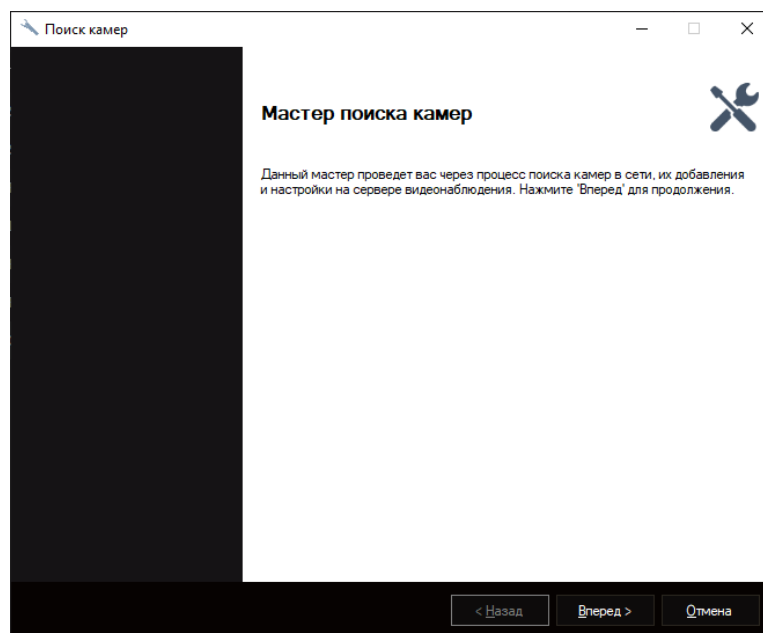 Поиск камер
Мастер поиска камер
Данный мастер проведет вас через процесс поиска камер в сети, их добавления
и настройки на сервере видеонаблюдения. Нажмите 'Вперед' для продолжения.
< Назад
Вперед >
Отмена